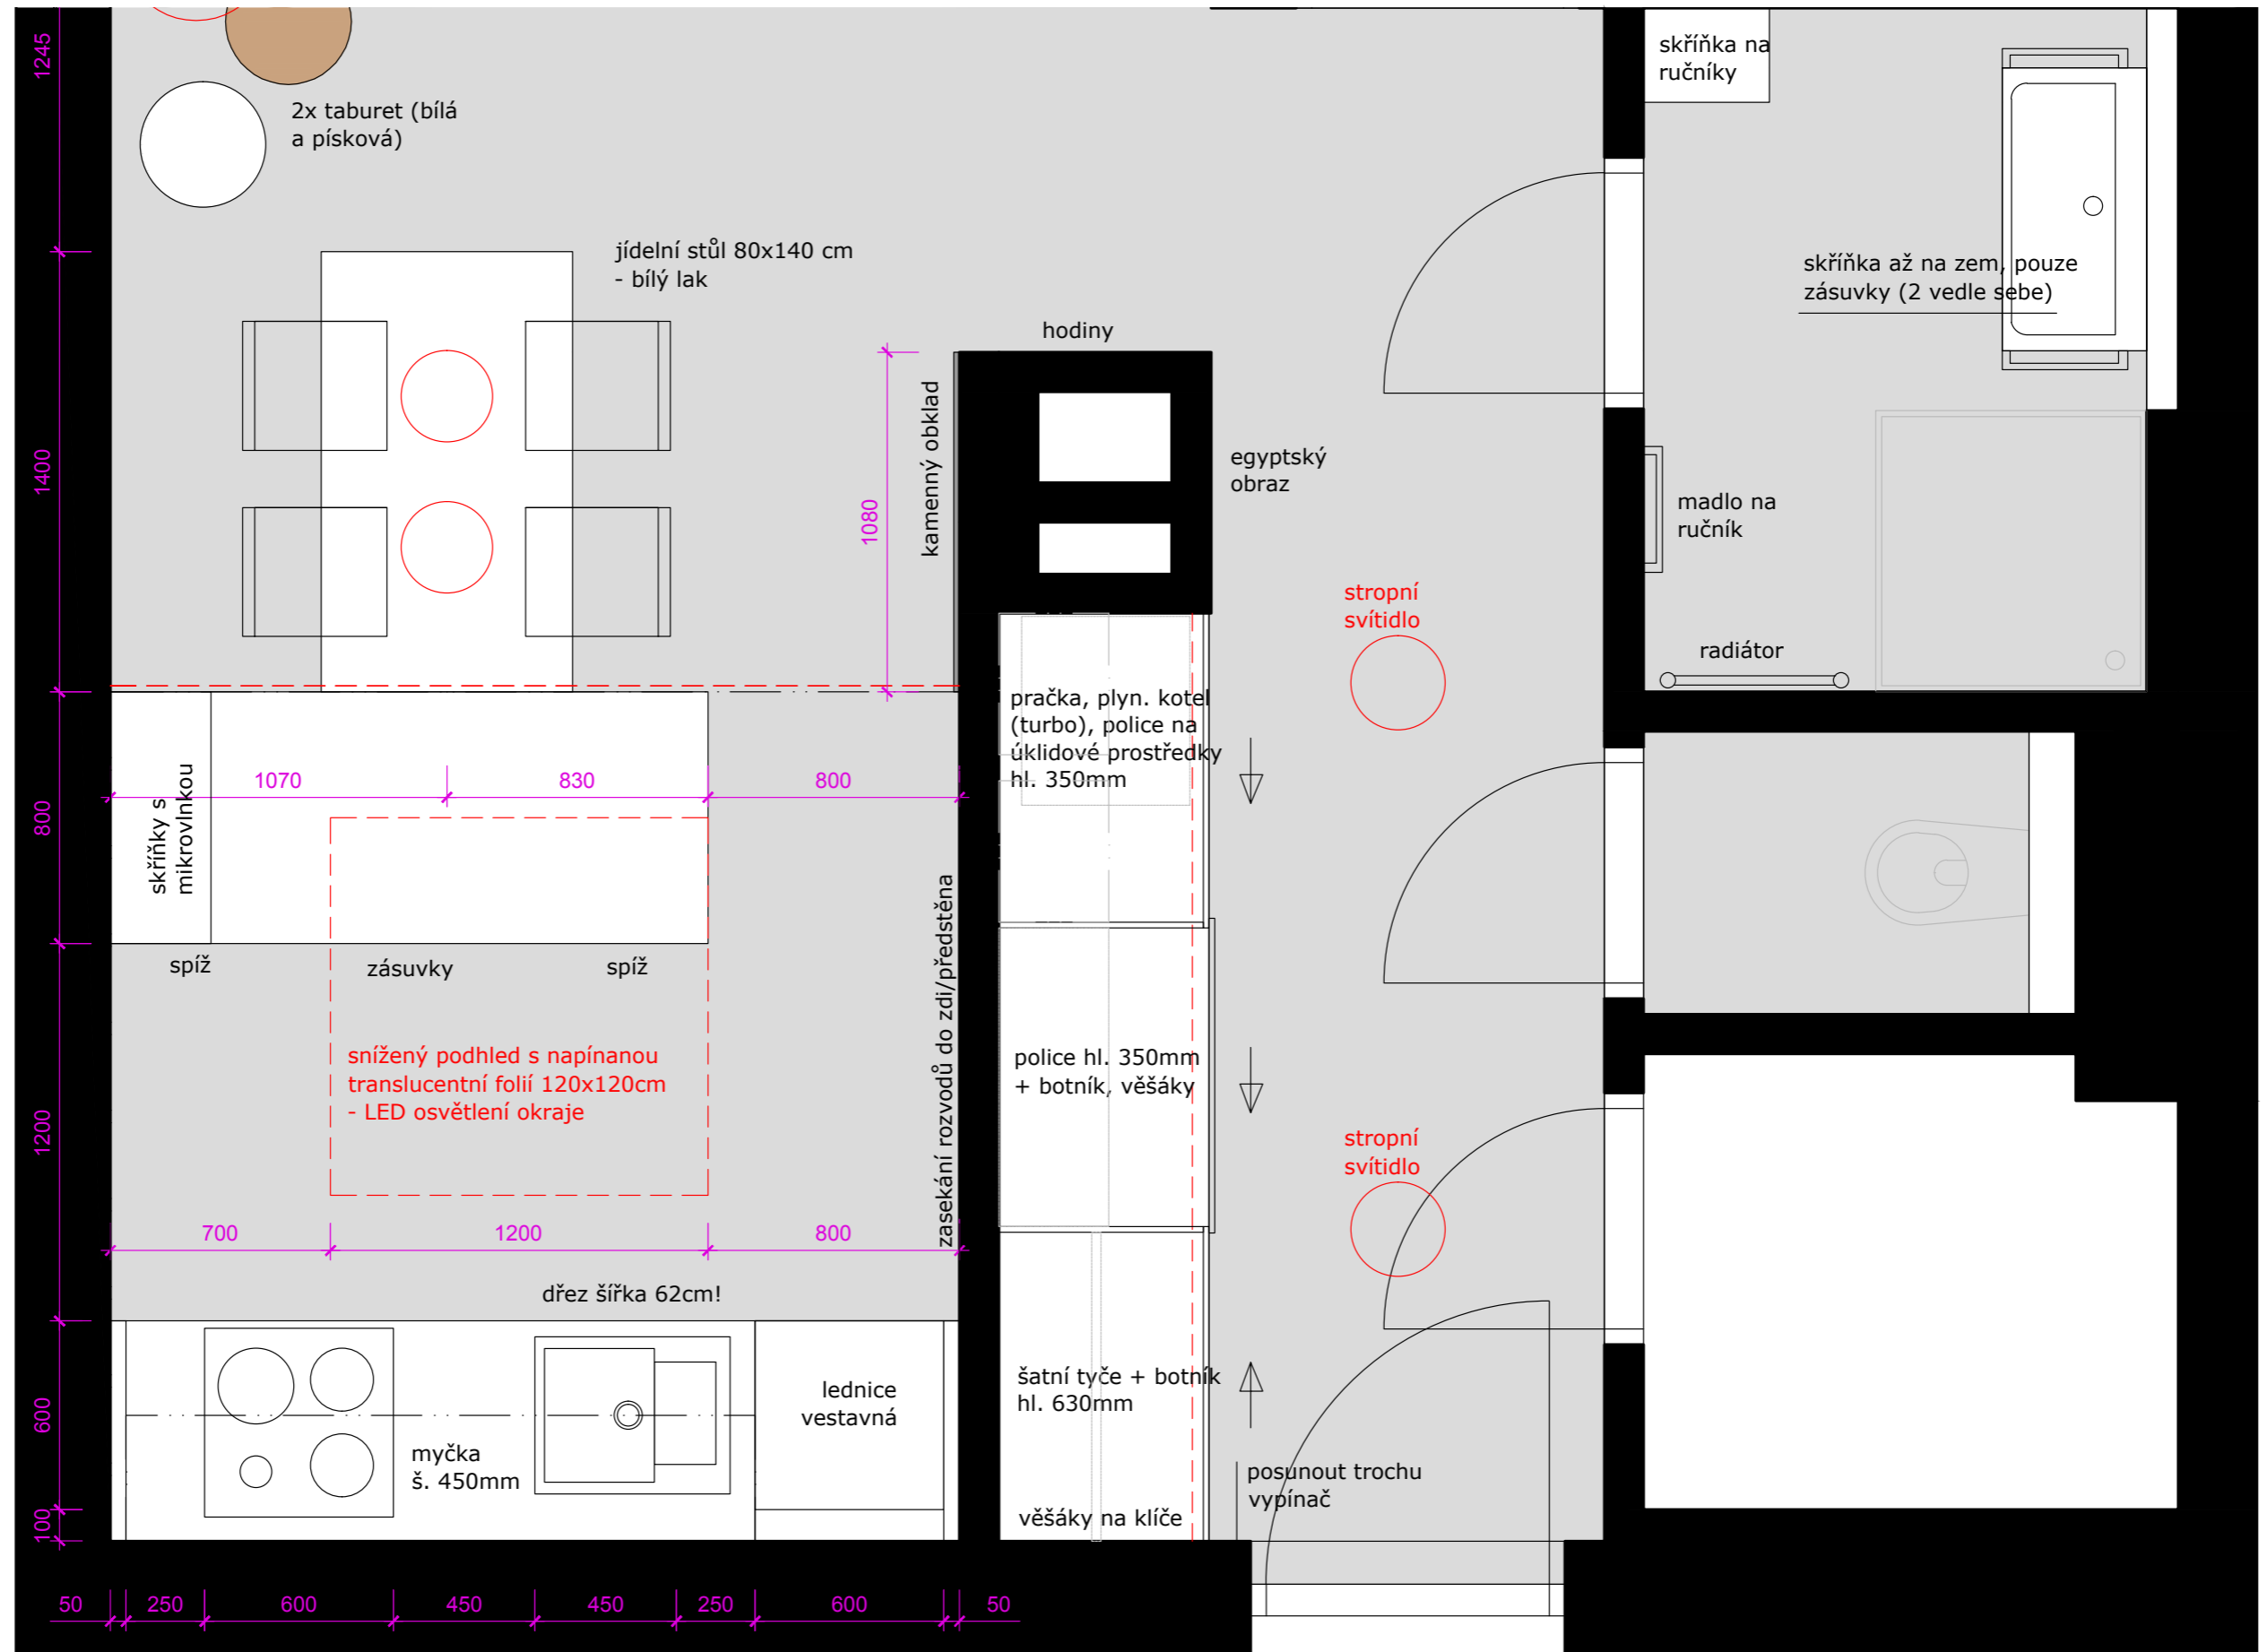 1245
2x taburet (bílá
a písková)
skříňka na
ručníky
jídelní stůl 80x140 cm
- bílý lak
skříňka až na zem, pouze
zásuvky (2 vedle sebe)
hodiny
1400
1080
kamenný obklad
egyptský
obraz
madlo na
ručník
stropní
svítidlo
radiátor
pračka, plyn. kotel
(turbo), police na
úklidové prostředky
hl. 350mm
800
skříňky s
mikrovlnkou
1070
830
800
spíž
zásuvky
spíž
zasekání rozvodů do zdi/předstěna
snížený podhled s napínanou
translucentní folií 120x120cm
- LED osvětlení okraje
police hl. 350mm
+ botník, věšáky
1200
stropní
svítidlo
700
1200
800
dřez šířka 62cm!
lednice
vestavná
šatní tyče + botník
hl. 630mm
600
myčka
š. 450mm
posunout trochu
vypínač
věšáky na klíče
100
50
250
600
450
450
250
600
50